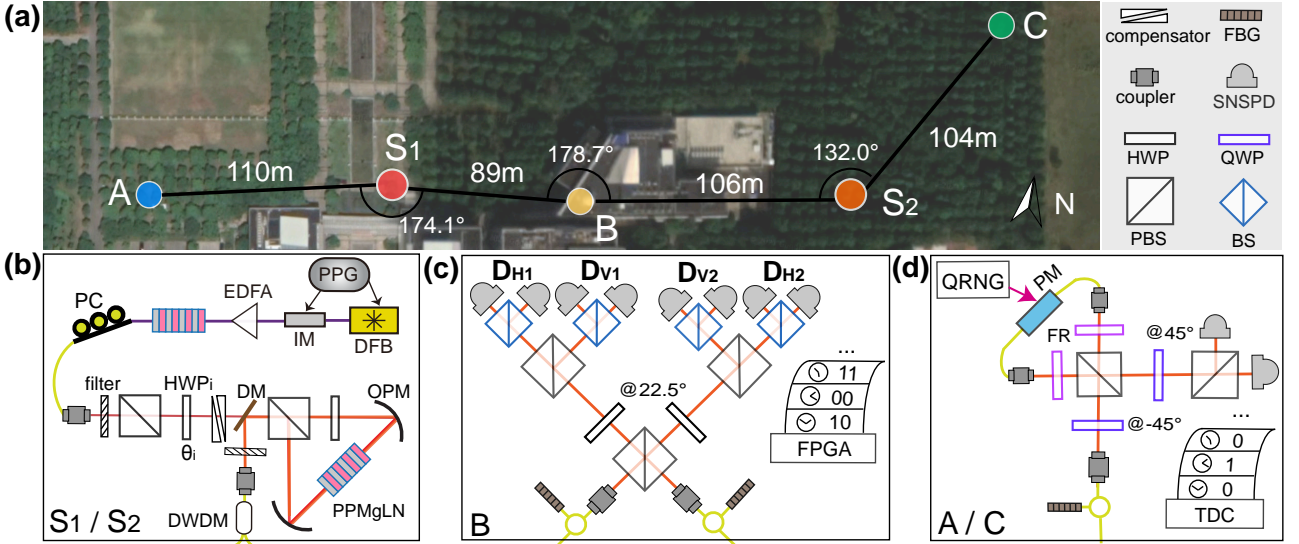 (a)
A
110m
S1
174.1°
89m
178.7°
B
106m
132.0°
S2
104m
C
N
compensator
FBG
coupler
SNSPD
HWP
QWP
PBS
BS
(b)
PPG
PC
EDFA
IM
DFB
filter
HWPi
DM
OPM
θi
DWDM
PPMgLN
S1 / S2
(c)
DH1
DV1
DV2
DH2
@22.5°
...
11
00
10
FPGA
B
(d)
QRNG
PM
FR
@45°
@-45°
...
0
1
0
TDC
A / C